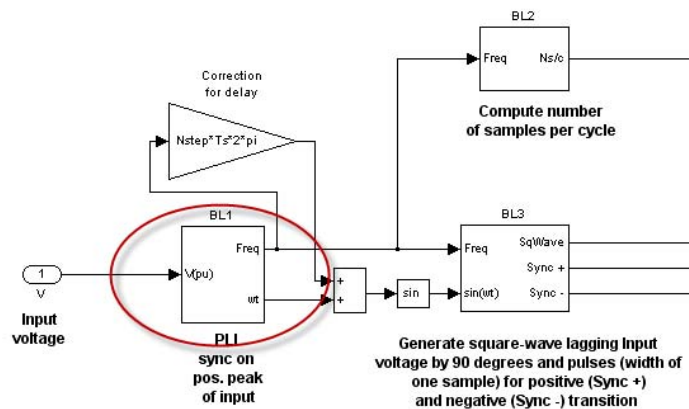 BL2
Freq
Ns/c
Compute number
of samples per cycle
Correction
for delay
Nstep*Ts*2*pi
BL1
Freq
V(pu)
wt
PLL
sync on
pos. peak
of input
1
V
Input
voltage
+
+
sin
BL3
Freq
SqWave
Sync +
sin(wt)
Sync -
Generate square-wave lagging Input
voltage by 90 degrees and pulses (width of
one sample) for positive (Sync +)
and negative (Sync -) transition